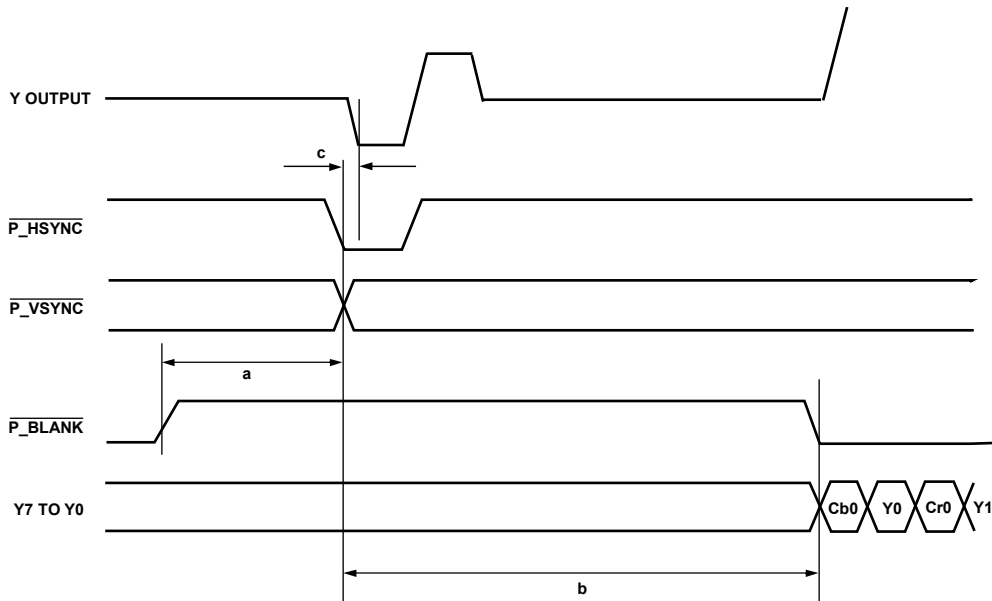 Y OUTPUT
c
P_HSYNC
P_VSYNC
a
P_BLANK
Y7 TO Y0
Cb0
Y0
Cr0
Y1
b